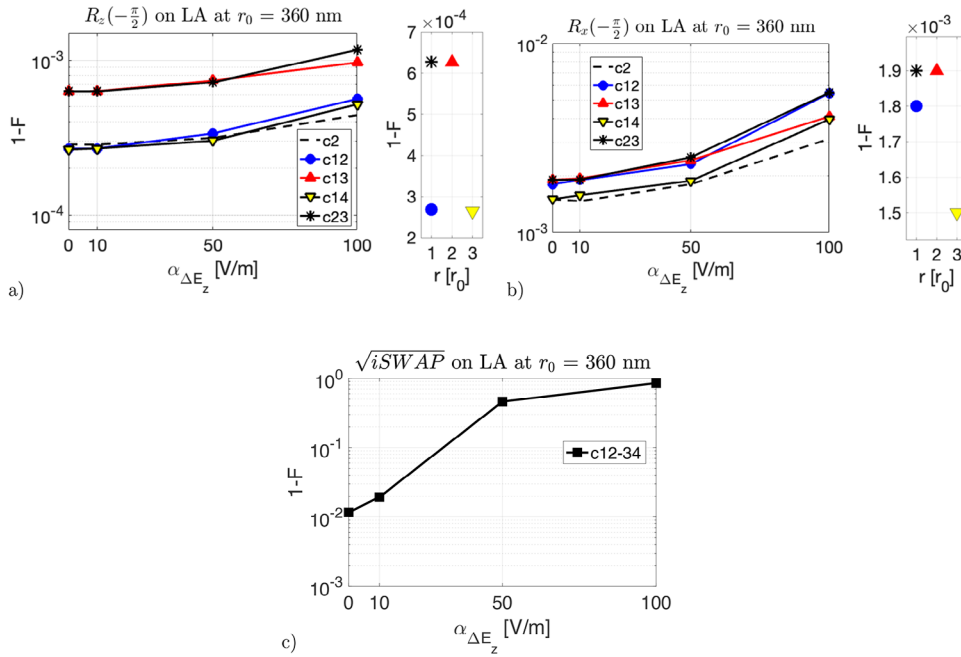 R_z(−π/2) on LA at r_0 = 360 nm
1-F
10^-3
10^-4
0 10 50 100
α_ΔE_z [V/m]
c2
c12
c13
c14
c23
a)
×10^-4
1-F
7
6
5
4
3
2
1 2 3
r [r_0]
R_x(−π/2) on LA at r_0 = 360 nm
1-F
10^-2
10^-3
0 10 50 100
α_ΔE_z [V/m]
c2
c12
c13
c14
c23
b)
×10^-3
1-F
1.9
1.8
1.7
1.6
1.5
1 2 3
r [r_0]
√iSWAP on LA at r_0 = 360 nm
1-F
10^0
10^-1
10^-2
10^-3
0 10 50 100
α_ΔE_z [V/m]
c12-34
c)